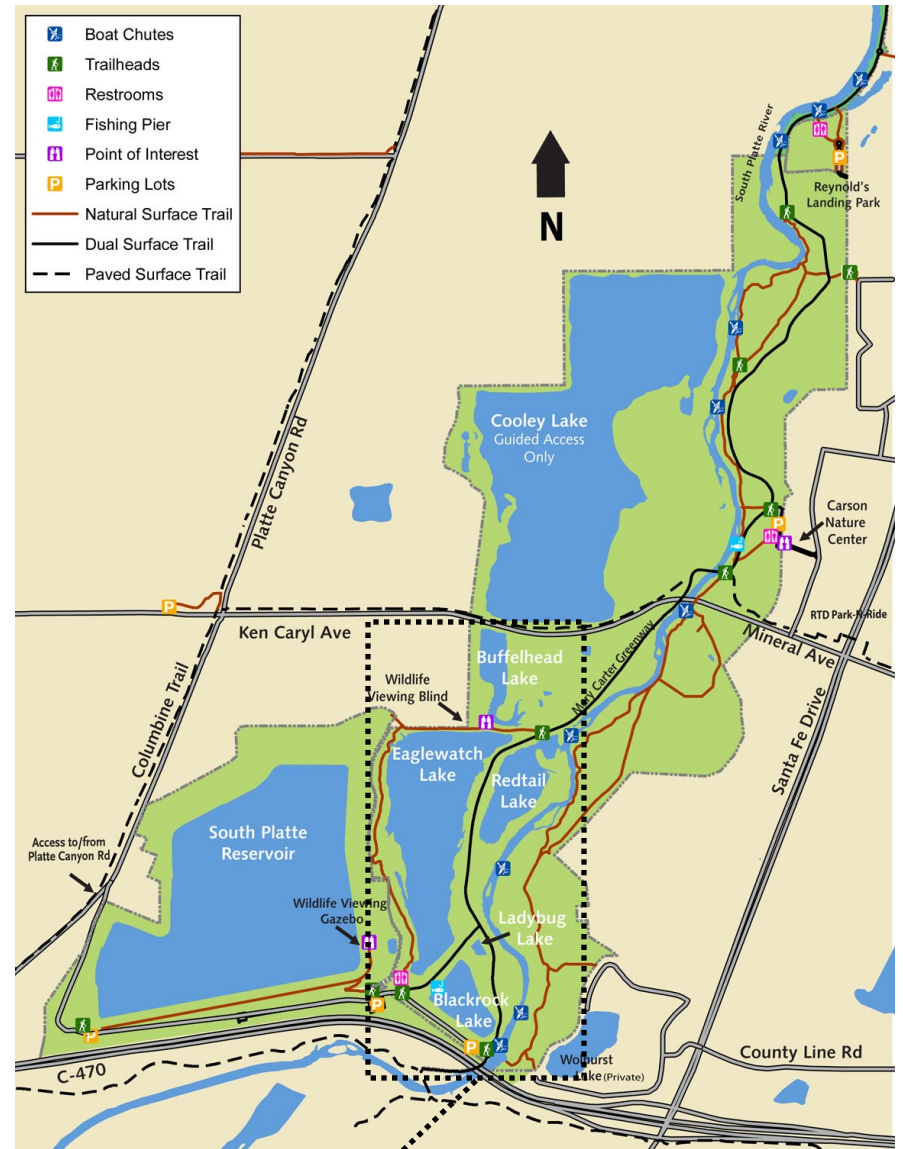 Boat Chutes
Trailheads
Restrooms
Fishing Pier
Point of Interest
P Parking Lots
Natural Surface Trail
Dual Surface Trail
Paved Surface Trail
N
South Platte River
P
Reynold's
Landing Park
Platte Canyon Rd
Cooley Lake
Guided Access
Only
Carson
Nature
Center
P
P
Ken Caryl Ave
RTD Park-N-Ride
Mineral Ave
Mary Carter Greenway
Buffelhead
Lake
Wildlife
Viewing Blind
Columbine Trail
Santa Fe Drive
Eaglewatch
Lake
Redtail
Lake
South Platte
Reservoir
Access to/from
Platte Canyon Rd
Wildlife Viewing
Gazebo
Ladybug
Lake
P
Blackrock
Lake
P
P
Wolhurst
Lake (Private)
County Line Rd
C-470